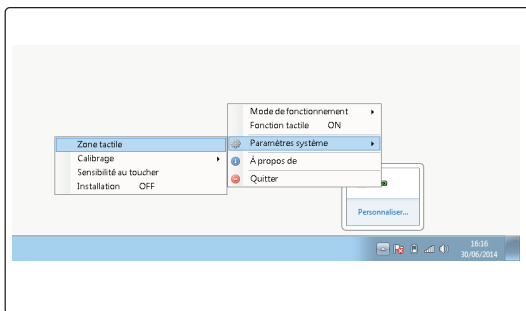 Mode de fonctionnement
Fonction tactile ON
Paramètres système
À propos de
Quitter
Zone tactile
Calibrage
Sensibilité au toucher
Installation OFF
Personnaliser...
16:16
30/06/2014